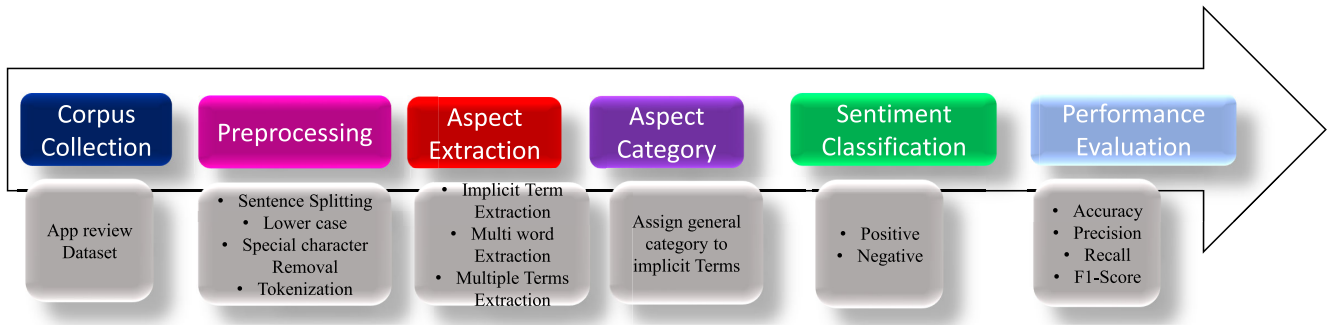 Corpus
Collection
Preprocessing
Aspect
Extraction
Aspect
Category
Sentiment
Classification
Performance
Evaluation
App review
Dataset
• Sentence Splitting
• Lower case
• Special character
Removal
• Tokenization
• Implicit Term
Extraction
• Multi word
Extraction
• Multiple Terms
Extraction
Assign general
category to
implicit Terms
• Positive
• Negative
• Accuracy
• Precision
• Recall
• F1-Score